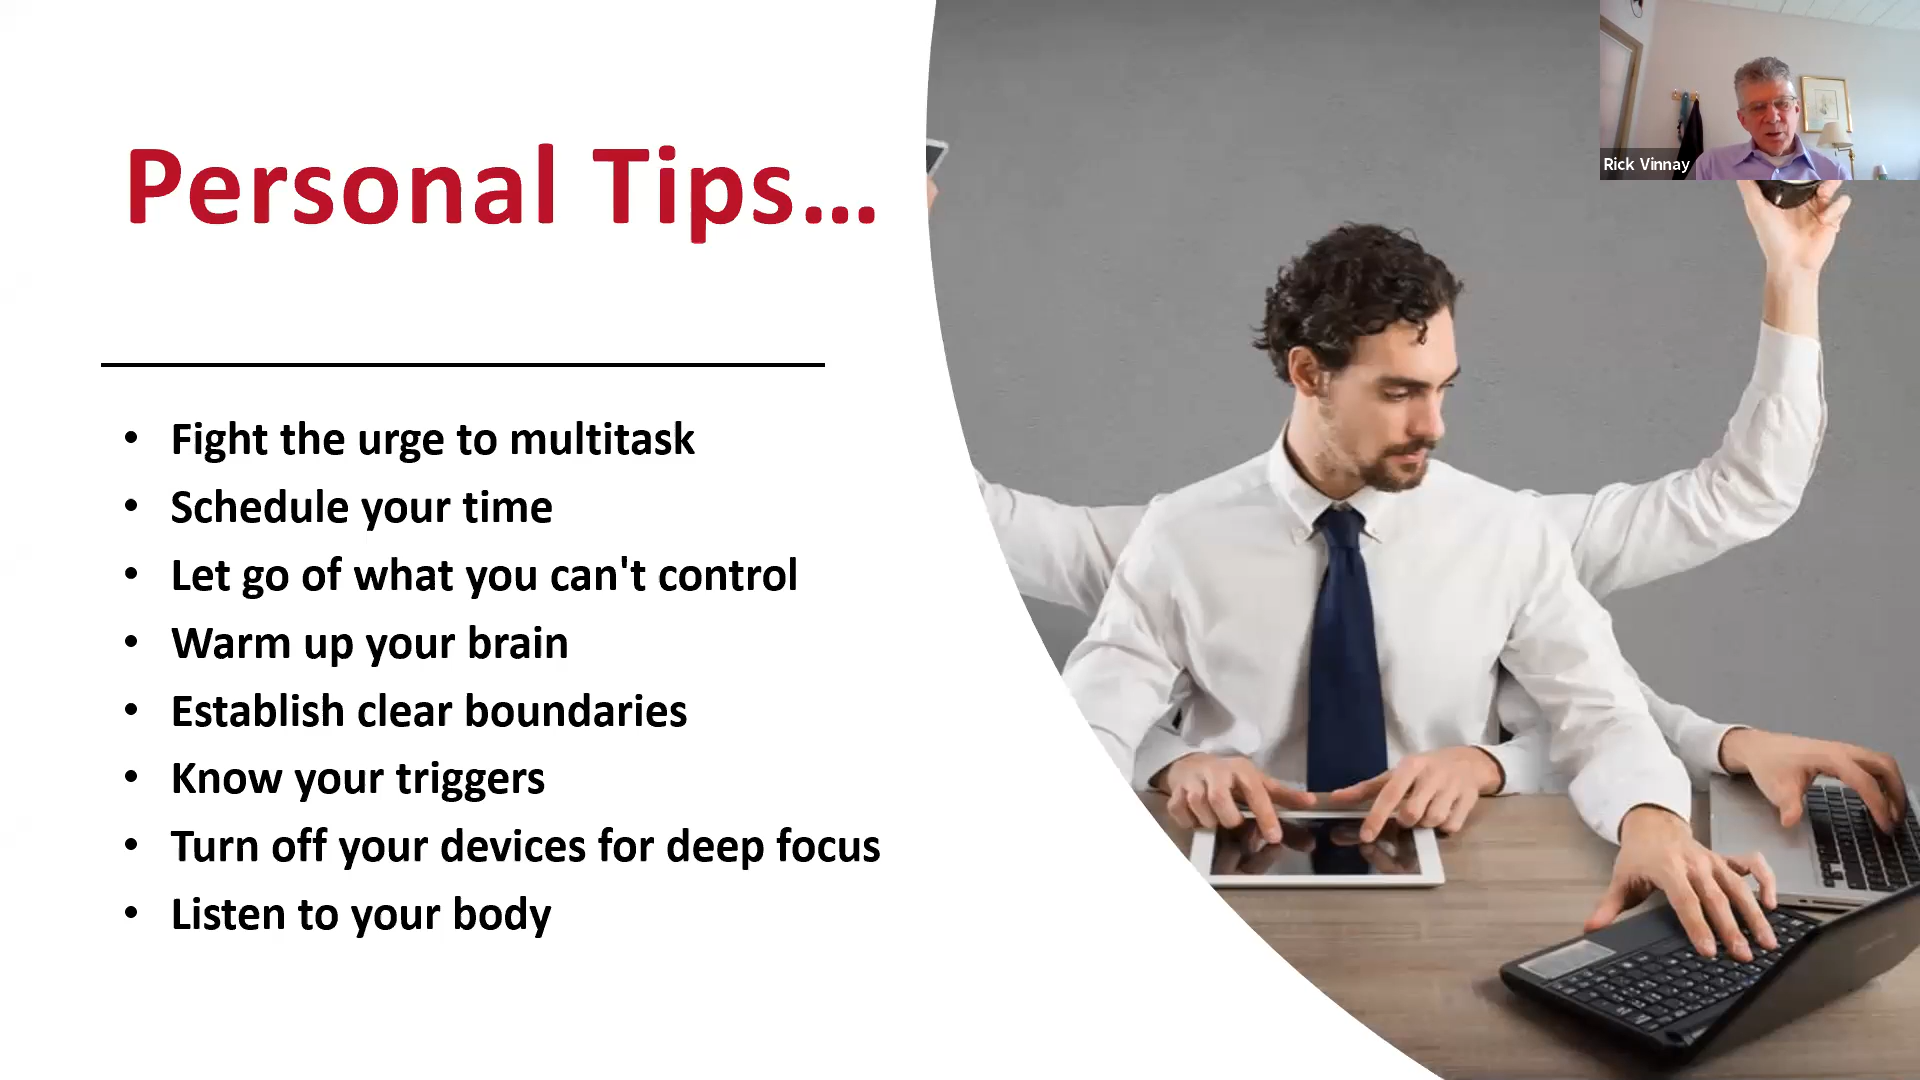 Personal Tips...
• Fight the urge to multitask
• Schedule your time
• Let go of what you can't control
• Warm up your brain
• Establish clear boundaries
• Know your triggers
• Turn off your devices for deep focus
• Listen to your body
Rick Vinnay